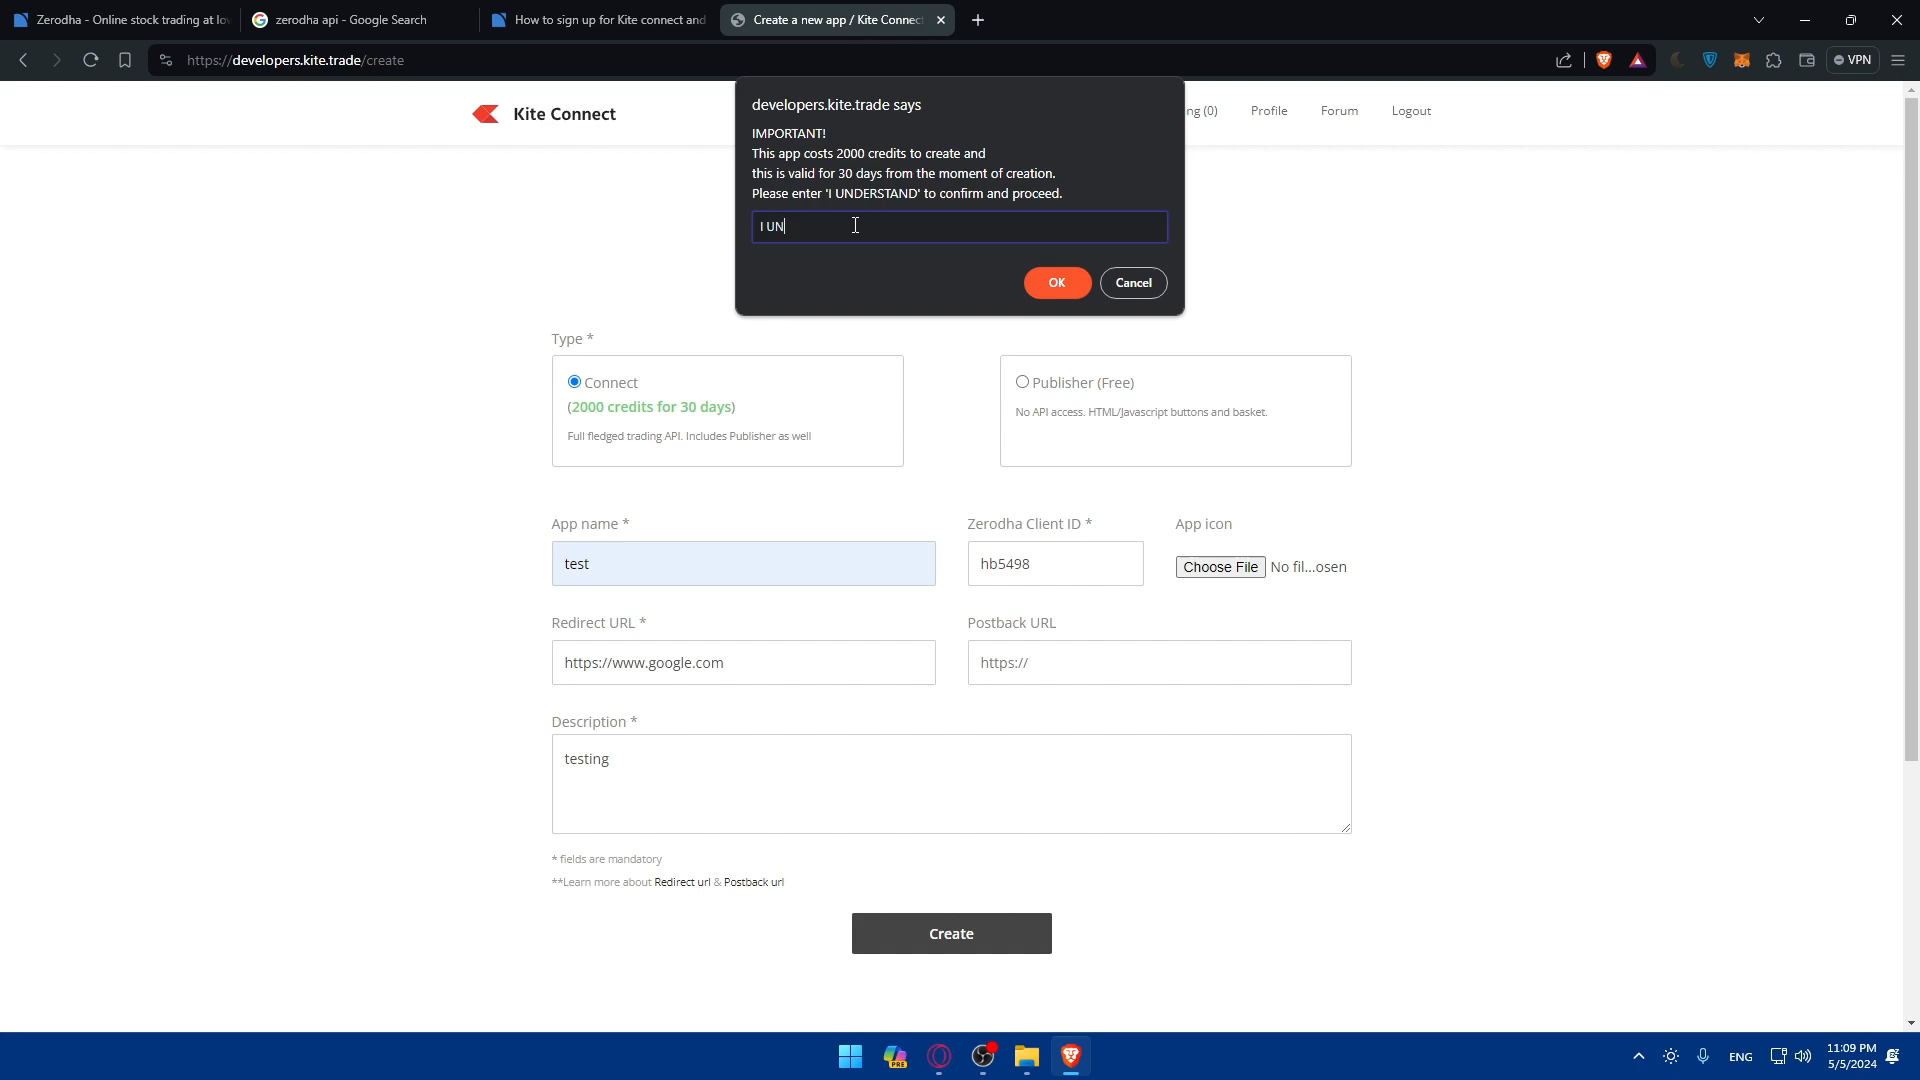 Zerodha - Online stock trading at lo
zerodha api - Google Search
How to sign up for Kite connect and
Create a new app / Kite Connec
https://developers.kite.trade/create
VPN
Kite Connect
ng (0)
Profile
Forum
Logout
developers.kite.trade says
IMPORTANT!
This app costs 2000 credits to create and
this is valid for 30 days from the moment of creation.
Please enter 'I UNDERSTAND' to confirm and proceed.
I UN
OK
Cancel
Type *
Connect
(2000 credits for 30 days)
Full fledged trading API. Includes Publisher as well
Publisher (Free)
No API access. HTML/Javascript buttons and basket.
App name *
Zerodha Client ID *
App icon
test
hb5498
Choose File No fil...osen
Redirect URL *
Postback URL
https://www.google.com
https://
Description *
testing
* fields are mandatory
**Learn more about Redirect url & Postback url
Create
PRE
ENG
11:09 PM
5/5/2024